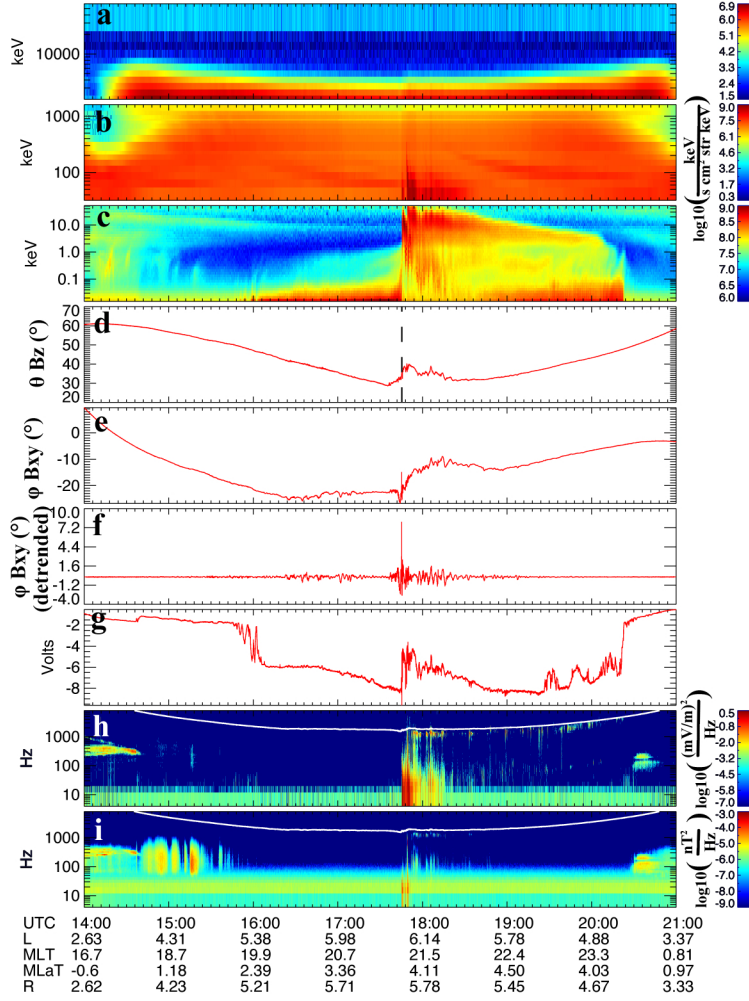 a
keV
10000
6.9
6.0
5.1
4.2
3.3
2.4
1.5
b
keV
1000
100
9.0
7.5
6.1
4.6
3.2
1.7
0.3
log10( keV / s cm² str keV )
c
keV
10.0
1.0
0.1
9.0
8.5
8.0
7.5
7.0
6.5
6.0
d
θ Bz (°)
70
60
50
40
30
20
e
φ Bxy (°)
0
-10
-20
f
φ Bxy (°)
(detrended)
10.0
7.2
4.4
1.6
-1.2
-4.0
g
Volts
-2
-4
-6
-8
h
Hz
1000
100
10
0.5
-0.7
-2.0
-3.2
-4.5
-5.7
-7.0
log10( (mV/m)² / Hz )
i
Hz
1000
100
10
-3.0
-4.0
-5.0
-6.0
-7.0
-8.0
-9.0
log10( nT² / Hz )
UTC 14:00 15:00 16:00 17:00 18:00 19:00 20:00 21:00
L 2.63 4.31 5.38 5.98 6.14 5.78 4.88 3.37
MLT 16.7 18.7 19.9 20.7 21.5 22.4 23.3 0.81
MLaT -0.6 1.18 2.39 3.36 4.11 4.50 4.03 0.97
R 2.62 4.23 5.21 5.71 5.78 5.45 4.67 3.33